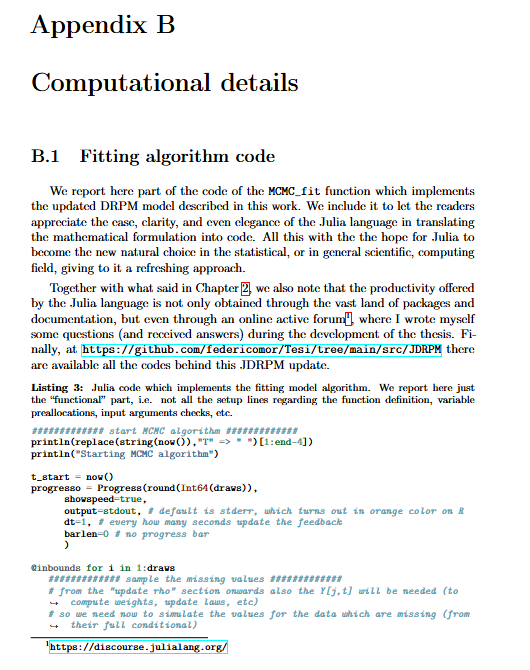 Appendix B
Computational details
B.1 Fitting algorithm code
We report here part of the code of the MCMC_fit function which implements
the updated DRPM model described in this work. We include it to let the readers
appreciate the ease, clarity, and even elegance of the Julia language in translating
the mathematical formulation into code. All this with the the hope for Julia to
become the new natural choice in the statistical, or in general scientific, computing
field, giving to it a refreshing approach.
Together with what said in Chapter 2, we also note that the productivity offered
by the Julia language is not only obtained through the vast land of packages and
documentation, but even through an online active forum1, where I wrote myself
some questions (and received answers) during the development of the thesis. Fi-
nally, at https://github.com/federicomor/Tesi/tree/main/src/JDRPM there
are available all the codes behind this JDRPM update.
Listing 3: Julia code which implements the fitting model algorithm. We report here just
the “functional” part, i.e. not all the setup lines regarding the function definition, variable
preallocations, input arguments checks, etc.
############# start MCMC algorithm #############
println(replace(string(now()),"T" => " ")[1:end-4])
println("Starting MCMC algorithm")
t_start = now()
progresso = Progress(round(Int64(draws)),
showspeed=true,
output=stdout, # default is stderr, which turns out in orange color on R
dt=1, # every how many seconds update the feedback
barlen=0 # no progress bar
)
@inbounds for i in 1:draws
############# sample the missing values #############
# from the "update rho" section onwards also the Y[j,t] will be needed (to
↪ compute weights, update laws, etc)
# so we need now to simulate the values for the data which are missing (from
↪ their full conditional)
1https://discourse.julialang.org/